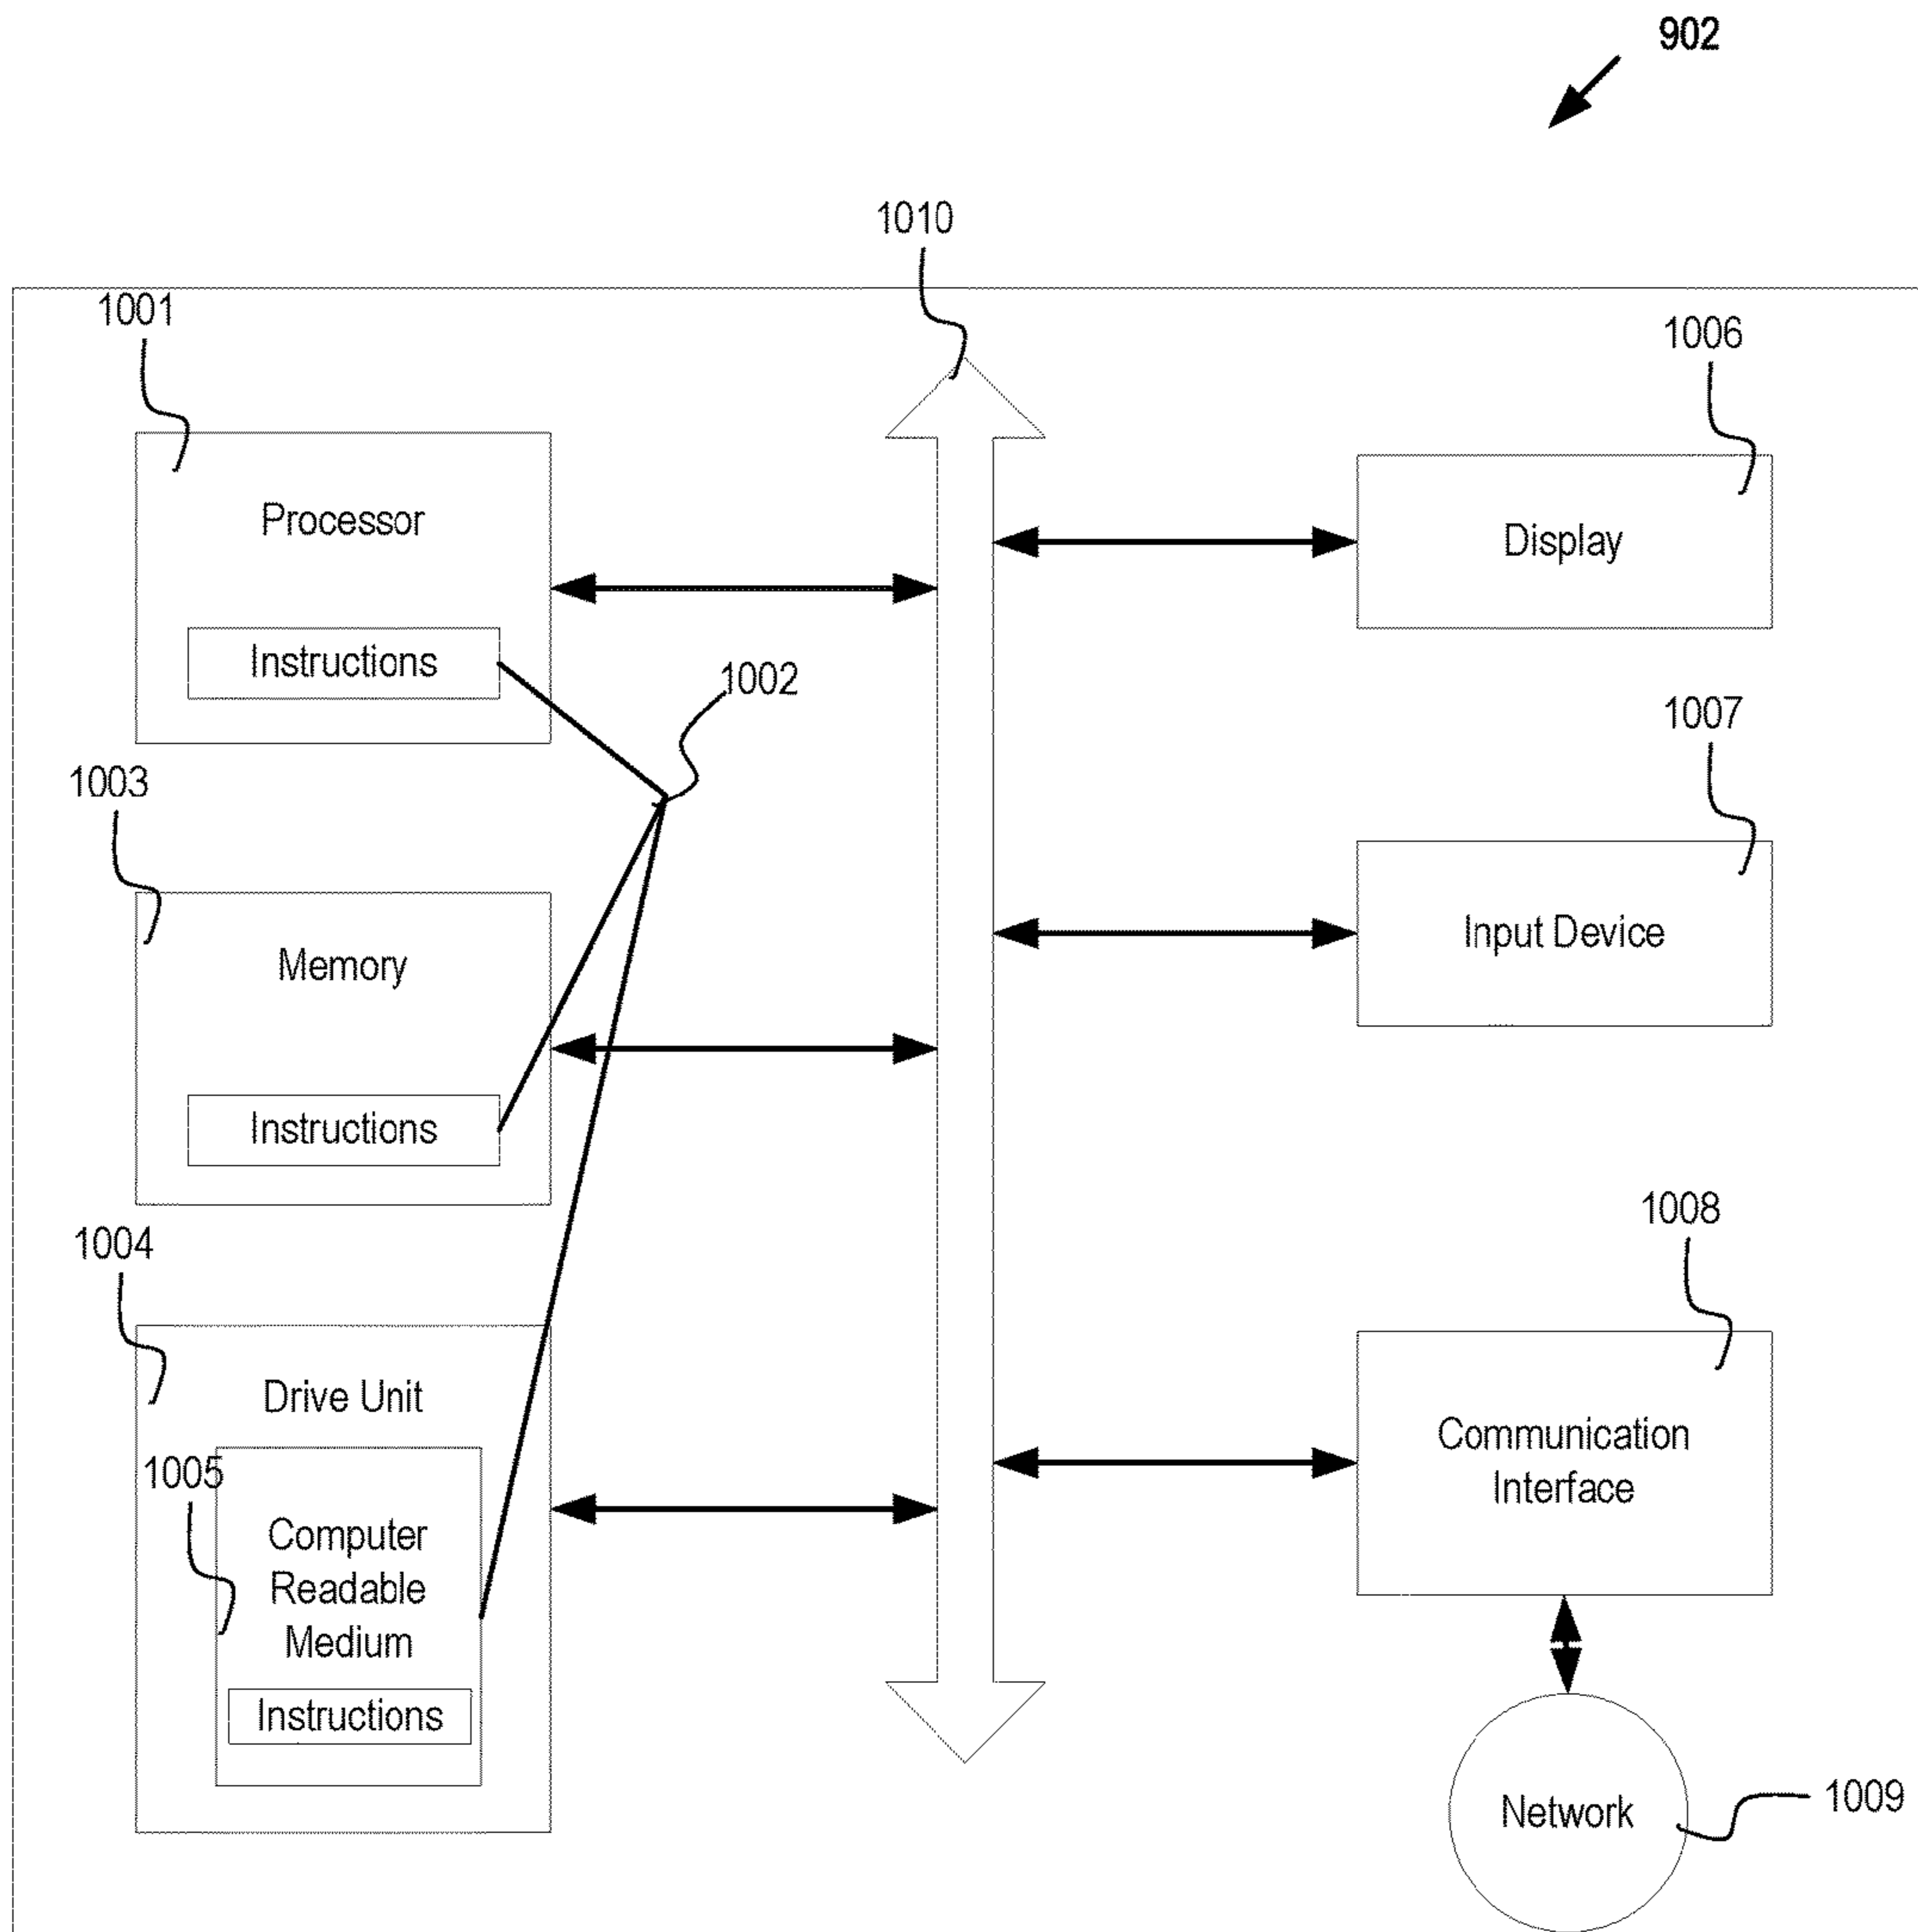 902
1010
1001
1006
Processor
Display
Instructions
1002
1007
1003
Input Device
Memory
Instructions
1008
1004
Drive Unit
Communication
Interface
1005
Computer
Readable
Medium
Instructions
Network
1009